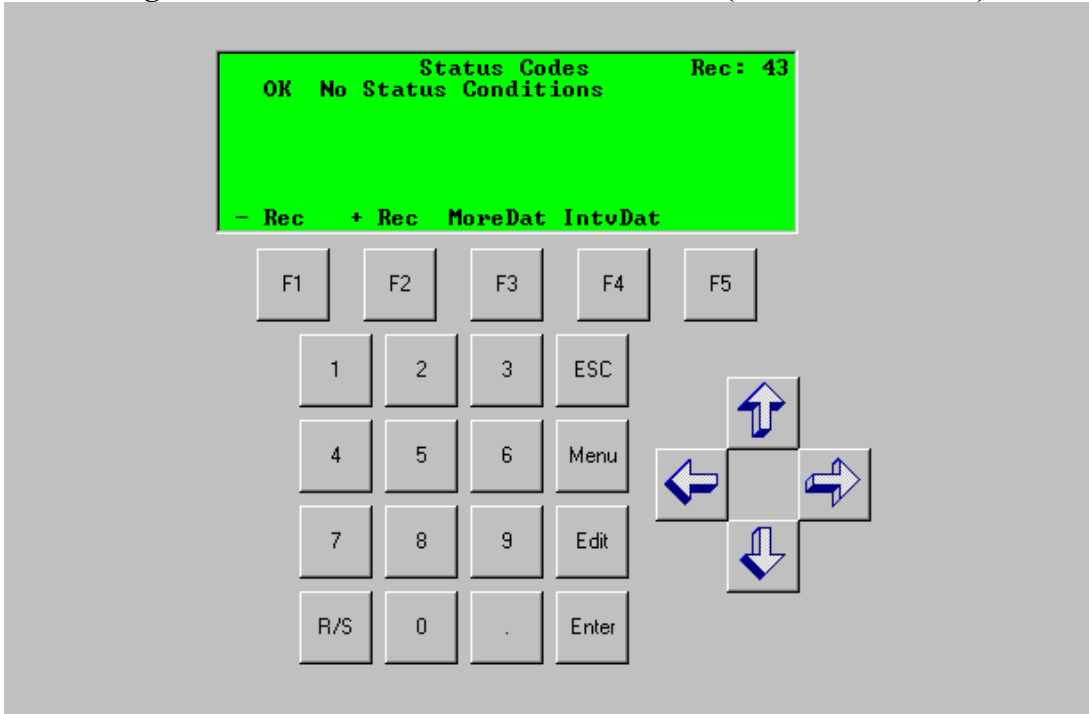 Status Codes Rec: 43
OK No Status Conditions
- Rec + Rec MoreDat IntvDat
F1 F2 F3 F4 F5
1 2 3 ESC
4 5 6 Menu
7 8 9 Edit
R/S 0 . Enter